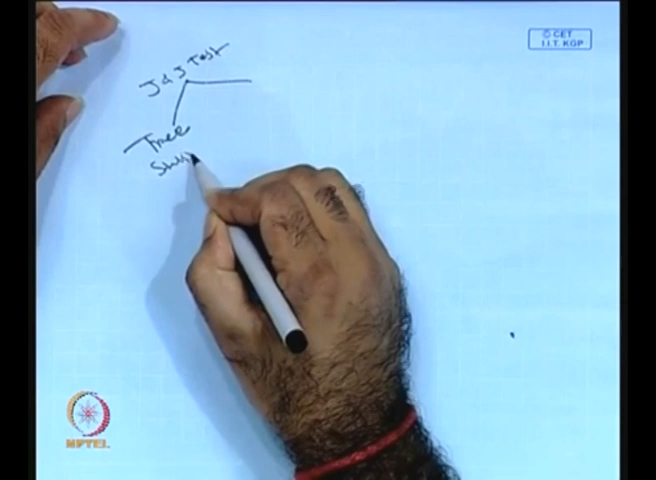 © CET
I.I.T. KGP
J & J Test
Tree
NPTEL